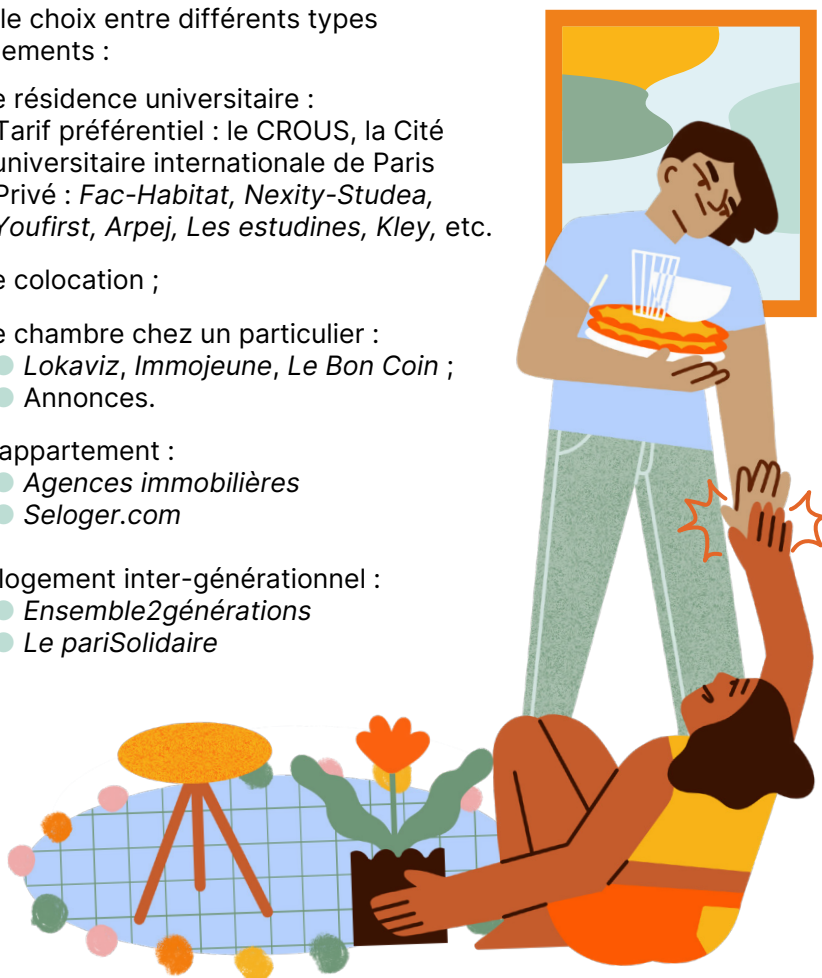 le choix entre différents types
ements :
e résidence universitaire :
Tarif préférentiel : le CROUS, la Cité
universitaire internationale de Paris
Privé : Fac-Habitat, Nexity-Studea,
Youfirst, Arpej, Les estudines, Kley, etc.
e colocation ;
e chambre chez un particulier :
Lokaviz, Immojeune, Le Bon Coin ;
Annonces.
appartement :
Agences immobilières
Seloger.com
logement inter-générationnel :
Ensemble2générations
Le pariSolidaire